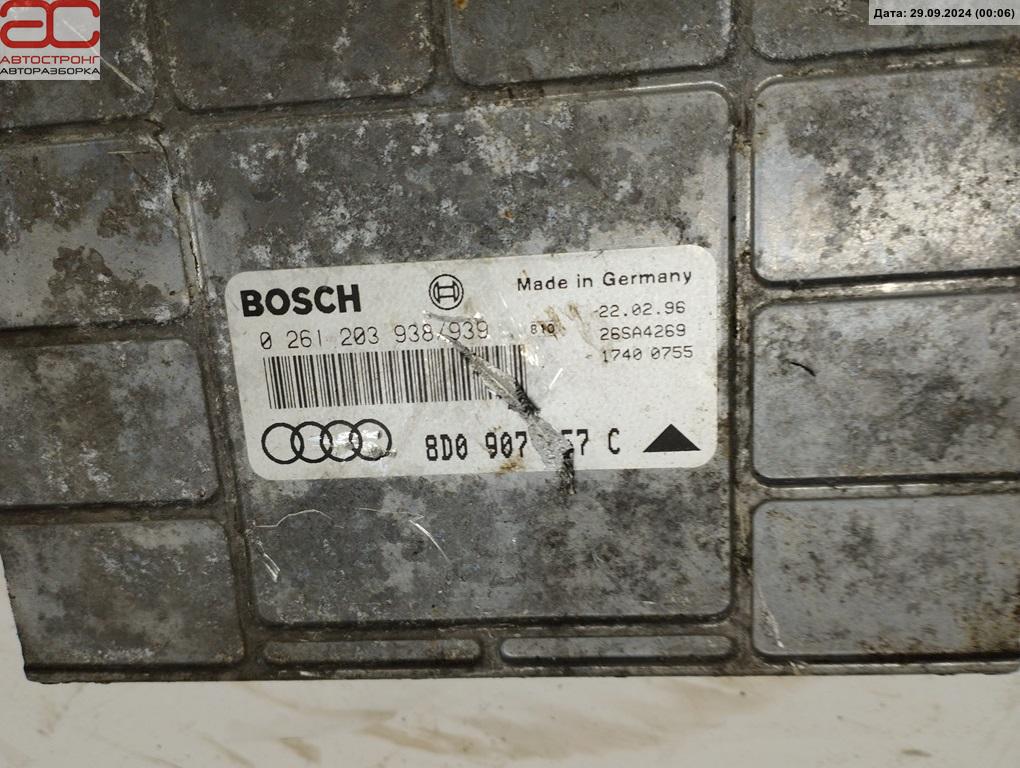 ас
АВТОСТРОНГ
АВТОРАЗБОРКА
Дата: 29.09.2024 (00:06)
BOSCH
Made in Germany
0 261 203 938/939
810
22.02.96
26SA4269
1740 0755
8D0 907 C